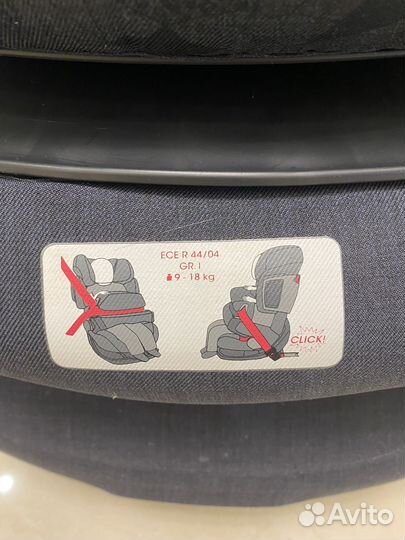 ECE R 44/04
GR. I
9 - 18 kg
CLICK!
Avito